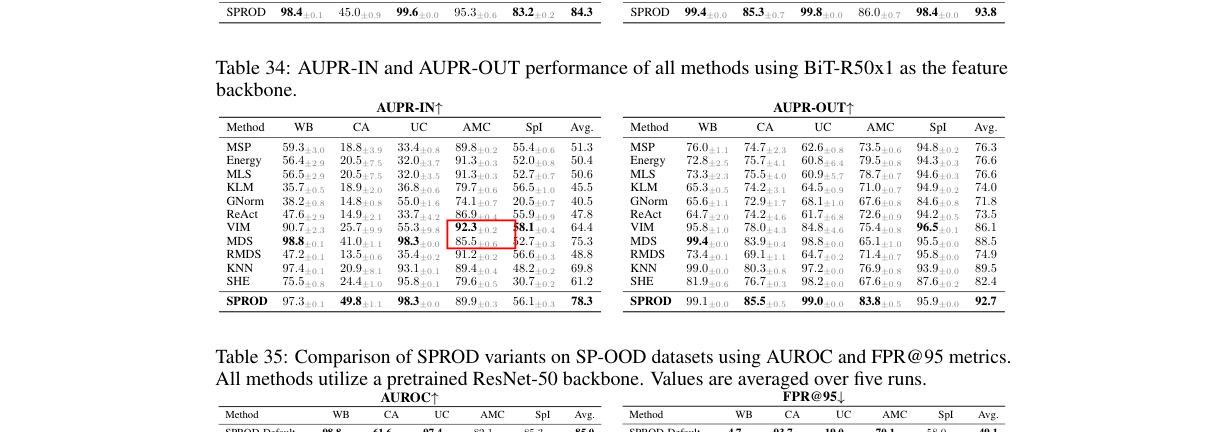 SPROD 98.4±0.1 45.0±0.9 99.6±0.0 95.3±0.6 83.2±0.2 84.3 SPROD 99.4±0.0 85.3±0.7 99.8±0.0 86.0±0.7 98.4±0.0 93.8
Table 34: AUPR-IN and AUPR-OUT performance of all methods using BiT-R50x1 as the feature
backbone.
AUPR-IN↑ AUPR-OUT↑
Method WB CA UC AMC SpI Avg. Method WB CA UC AMC SpI Avg.
MSP 59.3±3.0 18.8±3.9 33.4±0.8 89.8±0.2 55.4±0.6 51.3 MSP 76.0±1.1 74.7±2.3 62.6±0.8 73.5±0.6 94.8±0.2 76.3
Energy 56.4±2.9 20.5±7.5 32.0±3.7 91.3±0.3 52.0±0.8 50.4 Energy 72.8±2.5 75.7±4.1 60.8±6.4 79.5±0.8 94.3±0.3 76.6
MLS 56.5±2.9 20.5±7.5 32.0±3.5 91.3±0.3 52.7±0.7 50.6 MLS 73.3±2.3 75.5±4.0 60.9±5.7 78.7±0.7 94.6±0.3 76.6
KLM 35.7±0.5 18.9±2.0 36.8±0.6 79.7±0.6 56.5±1.0 45.5 KLM 65.3±0.5 74.2±3.1 64.5±0.9 71.0±0.7 94.9±0.2 74.0
GNorm 38.2±0.8 14.8±0.8 55.0±1.6 74.1±0.7 20.5±0.7 40.5 GNorm 65.6±1.1 72.9±1.7 68.1±1.0 67.6±0.8 84.6±0.8 71.8
ReAct 47.6±2.9 14.9±2.1 33.7±4.2 86.9±0.4 55.9±0.9 47.8 ReAct 64.7±2.0 74.2±4.6 61.7±6.8 72.6±0.9 94.2±0.5 73.5
VIM 90.7±2.3 25.7±9.9 55.3±9.8 92.3±0.2 58.1±0.4 64.4 VIM 95.8±1.0 78.0±4.3 84.8±4.6 75.4±0.8 96.5±0.1 86.1
MDS 98.8±0.1 41.0±1.1 98.3±0.0 85.5±0.6 52.7±0.3 75.3 MDS 99.4±0.0 83.9±0.4 98.8±0.0 65.1±1.0 95.5±0.0 88.5
RMDS 47.2±0.1 13.5±0.6 35.4±0.2 91.2±0.2 56.6±0.3 48.8 RMDS 73.4±0.1 69.1±1.1 64.7±0.2 71.4±0.7 95.8±0.0 74.9
KNN 97.4±0.1 20.9±8.1 93.1±0.1 89.4±0.4 48.2±0.2 69.8 KNN 99.0±0.0 80.3±0.8 97.2±0.0 76.9±0.8 93.9±0.0 89.5
SHE 75.5±0.8 24.4±1.0 95.8±0.1 79.6±0.5 30.7±0.2 61.2 SHE 81.9±0.6 76.7±0.3 98.2±0.0 67.4±0.9 87.6±0.2 82.4
SPROD 97.3±0.1 49.8±1.1 98.3±0.0 89.9±0.3 56.1±0.3 78.3 SPROD 99.1±0.0 85.5±0.5 99.0±0.0 83.8±0.5 95.9±0.0 92.7
Table 35: Comparison of SPROD variants on SP-OOD datasets using AUROC and FPR@95 metrics.
All methods utilize a pretrained ResNet-50 backbone. Values are averaged over five runs.
AUROC↑ FPR@95↓
Method WB CA UC AMC SpI Avg. Method WB CA UC AMC SpI Avg.